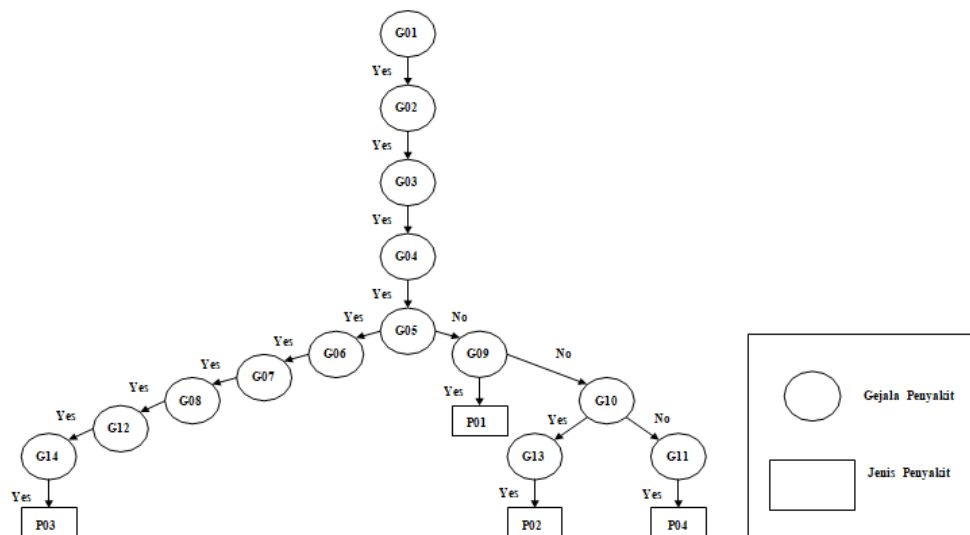 G01
Yes
G02
Yes
G03
Yes
G04
Yes
G05
Yes
No
G06
G09
Yes
No
G07
Yes
Yes
G08
P01
G10
Yes
Yes
No
G12
Yes
G14
G13
G11
Yes
Yes
Yes
P03
P02
P04
Gejala Penyakit
Jenis Penyakit